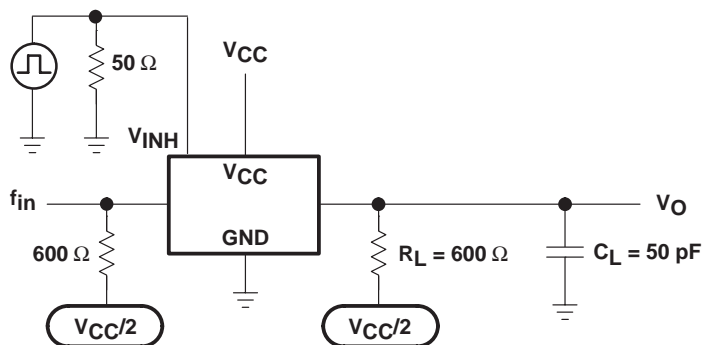 50 Ω
VCC
VINH
VCC
fin
VO
GND
600 Ω
RL = 600 Ω
CL = 50 pF
VCC/2
VCC/2